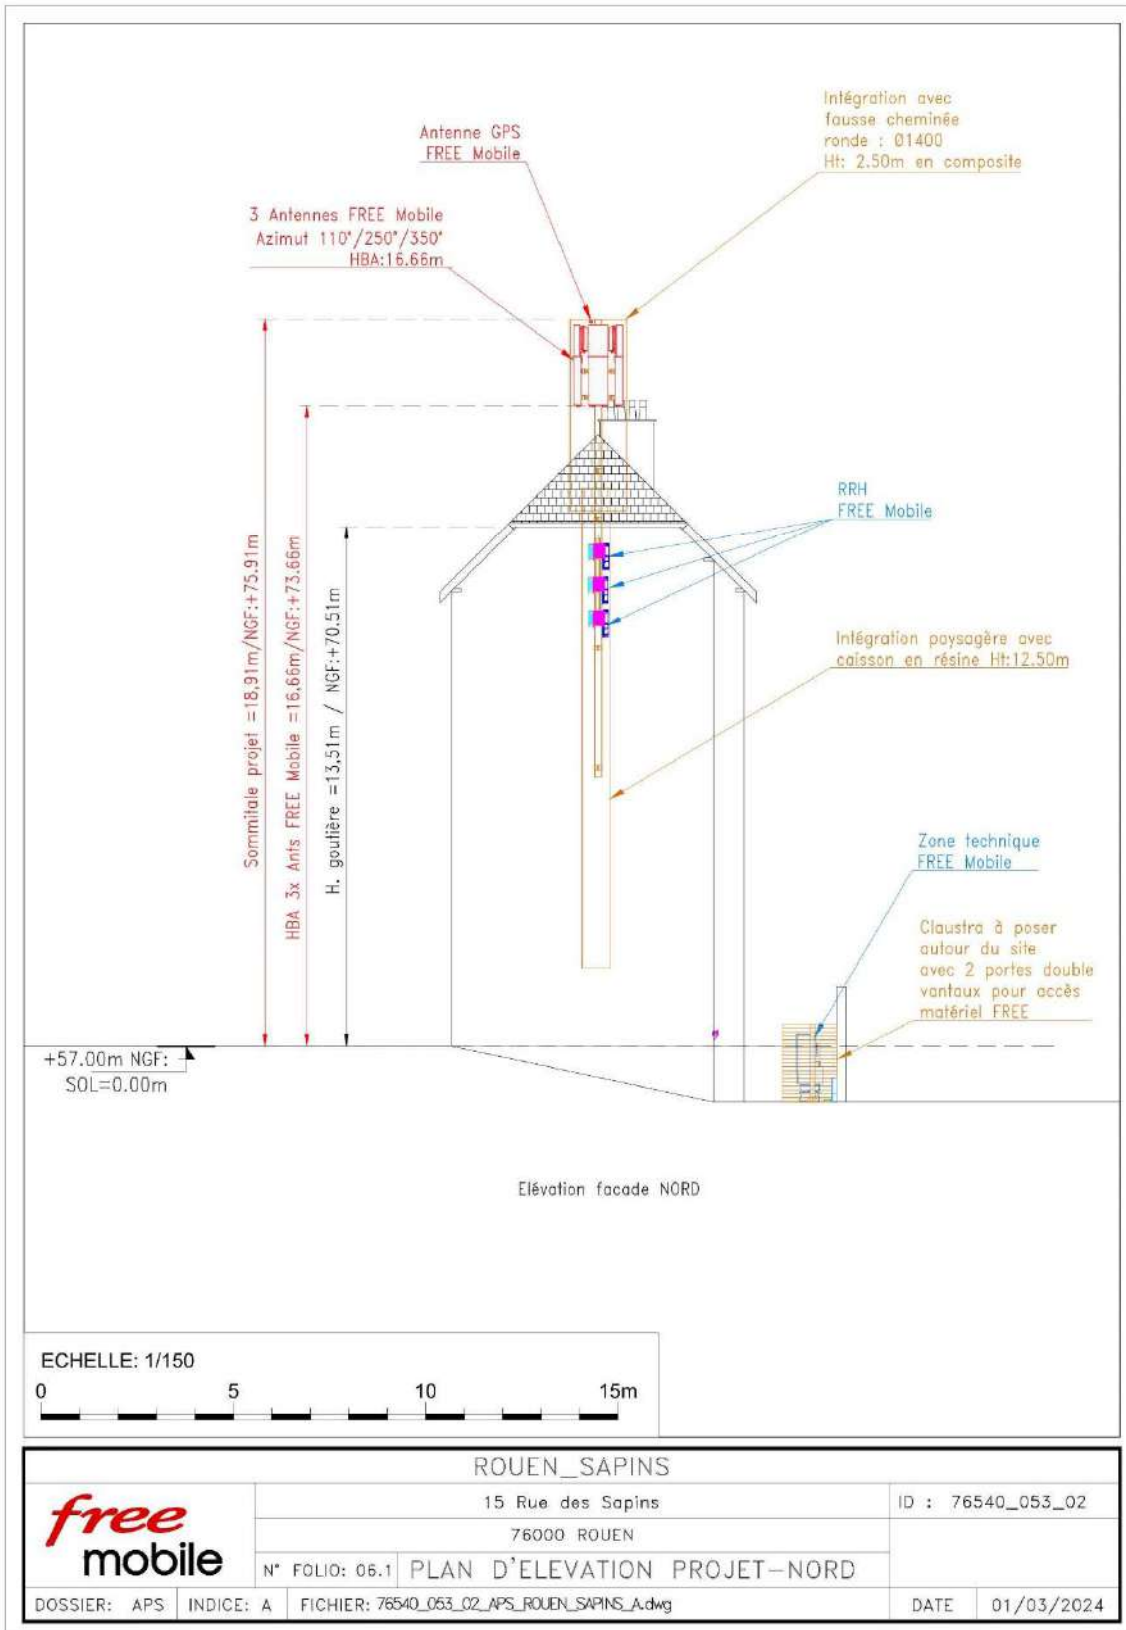 Intégration avec
fausse cheminée
ronde : Ø1400
Ht: 2.50m en composite
Antenne GPS
FREE Mobile
3 Antennes FREE Mobile
Azimut 110°/250°/350°
HBA:16.66m
RRH
FREE Mobile
Intégration paysagère avec
caisson en résine Ht:12.50m
Sommitale projet =18,91m/NGF:+75.91m
HBA 3x Ants FREE Mobile =16,66m/NGF:+73.66m
H. goutière =13,51m / NGF:+70.51m
Zone technique
FREE Mobile
Claustra à poser
autour du site
avec 2 portes double
vantaux pour accès
matériel FREE
+57.00m NGF:
SOL=0.00m
Elévation facade NORD
ECHELLE: 1/150
0 5 10 15m
ROUEN_SAPINS
free
mobile
15 Rue des Sapins
ID : 76540_053_02
76000 ROUEN
N° FOLIO: 06.1 PLAN D'ELEVATION PROJET-NORD
DOSSIER: APS INDICE: A FICHIER: 76540_053_02_APS_ROUEN_SAPINS_A.dwg DATE 01/03/2024